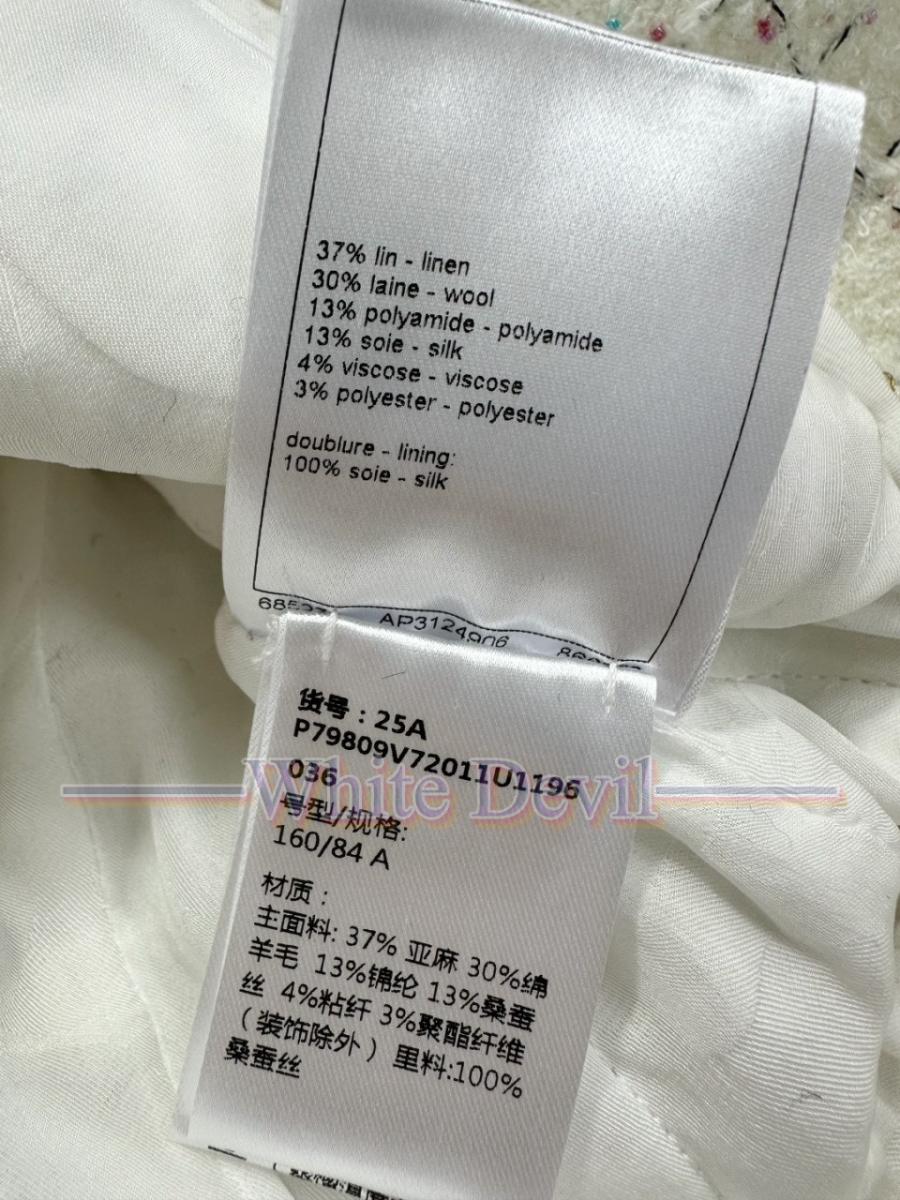 37% lin - linen
30% laine - wool
13% polyamide - polyamide
13% soie - silk
4% viscose - viscose
3% polyester - polyester
doublure - lining:
100% soie - silk
AP3124906
货号：25A
P79809V72011U1196
036
White Devil
号型/规格:
160/84 A
材质：
主面料: 37% 亚麻 30%绵
羊毛 13%锦纶 13%桑蚕
丝 4%粘纤 3%聚酯纤维
（装饰除外） 里料:100%
桑蚕丝